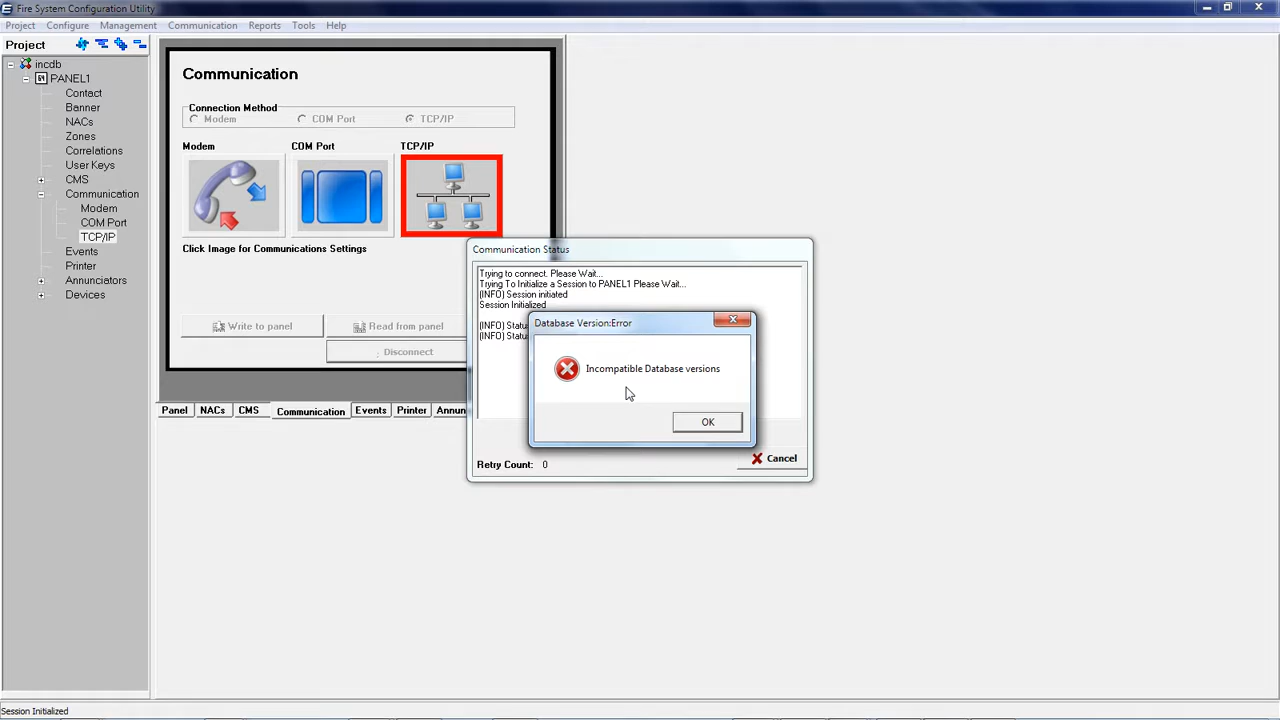 Fire System Configuration Utility
Project Configure Management Communication Reports Tools Help
Project
incdb
PANEL1
Contact
Banner
NACs
Zones
Correlations
User Keys
CMS
Communication
Modem
COM Port
TCP/IP
Events
Printer
Annunciators
Devices
Communication
Connection Method
Modem COM Port TCP/IP
Modem COM Port TCP/IP
Click Image for Communications Settings
Write to panel Read from panel
Disconnect
Panel NACs CMS Communication Events Printer Annun
Communication Status
Trying to connect. Please Wait...
Trying To Initialize a Session to PANEL1 Please Wait...
(INFO) Session initiated
Session Initialized
(INFO) Statu
(INFO) Statu
Database Version:Error
Incompatible Database versions
OK
Retry Count: 0
Cancel
Session Initialized